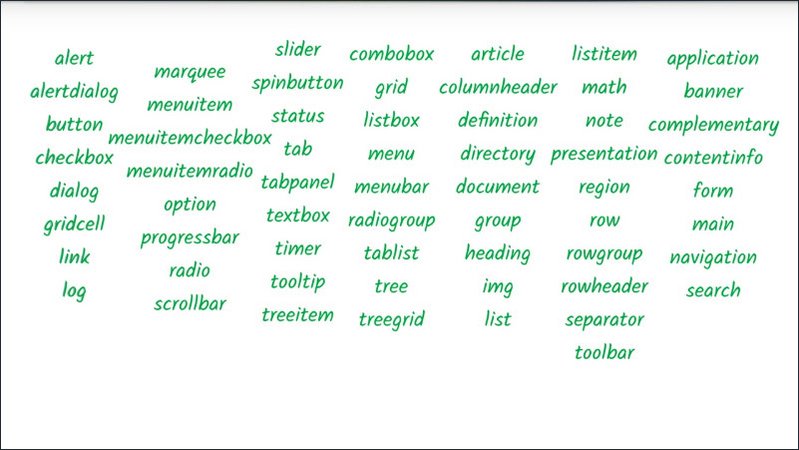 alert
alertdialog
button
checkbox
dialog
gridcell
link
log
marquee
menuitem
menuitemcheckbox
menuitemradio
option
progressbar
radio
scrollbar
slider
spinbutton
status
tab
tabpanel
textbox
timer
tooltip
treeitem
combobox
grid
listbox
menu
menubar
radiogroup
tablist
tree
treegrid
article
columnheader
definition
directory
document
group
heading
img
list
listitem
math
note
presentation
region
row
rowgroup
rowheader
separator
toolbar
application
banner
complementary
contentinfo
form
main
navigation
search